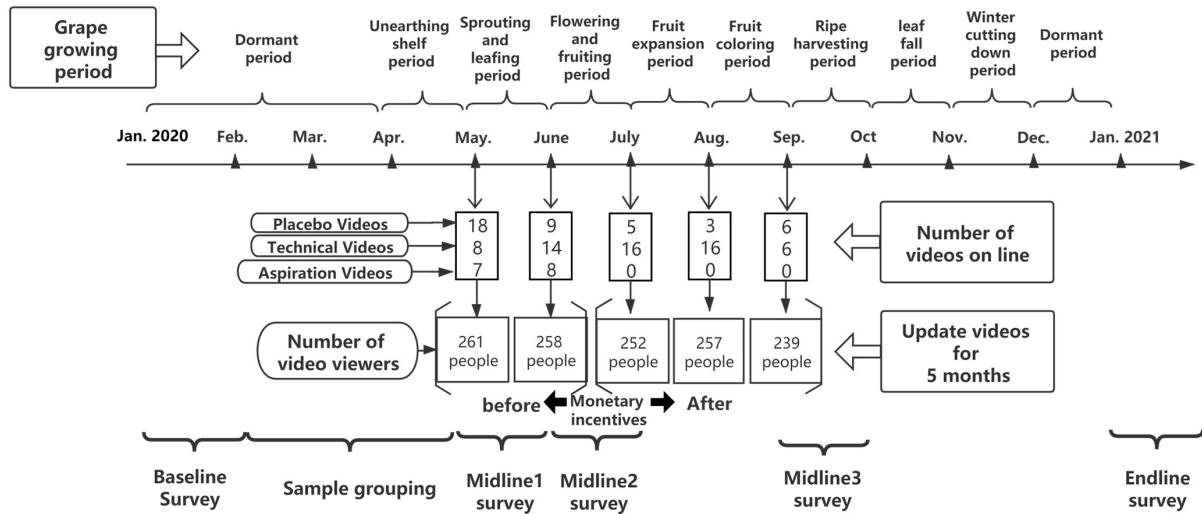 Grape
growing
period
Dormant
period
Unearthing
shelf
period
Sprouting
and
leafing
period
Flowering
and
fruiting
period
Fruit
expansion
period
Fruit
coloring
period
Ripe
harvesting
period
leaf
fall
period
Winter
cutting
down
period
Dormant
period
Jan. 2020 Feb. Mar. Apr. May. June July Aug. Sep. Oct Nov. Dec. Jan. 2021
Placebo Videos 18 9 5 3 6
Technical Videos 8 14 16 16 6
Aspiration Videos 7 8 0 0 0
Number of
videos on line
Number of
video viewers
261
people
258
people
252
people
257
people
239
people
Update videos
for
5 months
before Monetary
incentives After
Baseline
Survey
Sample grouping
Midline1
survey
Midline2
survey
Midline3
survey
Endline
survey